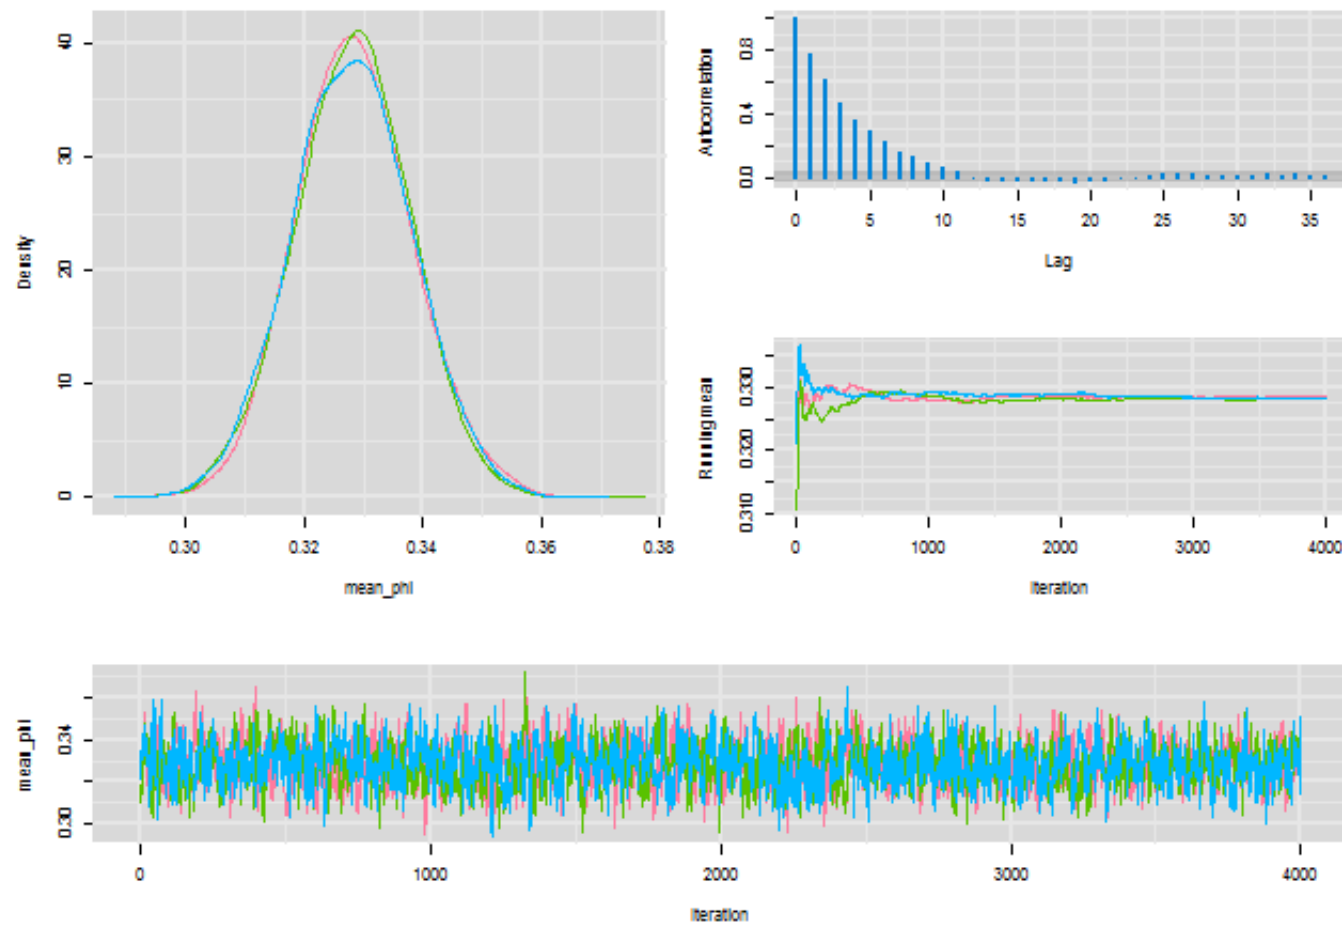 Density
40
30
20
10
0
0.30 0.32 0.34 0.36 0.38
mean_phi
Autocorrelation
0.8
0.4
0.0
0 5 10 15 20 25 30 35
Lag
Running mean
0.330
0.320
0.310
0 1000 2000 3000 4000
Iteration
mean_phi
0.34
0.30
0 1000 2000 3000 4000
Iteration